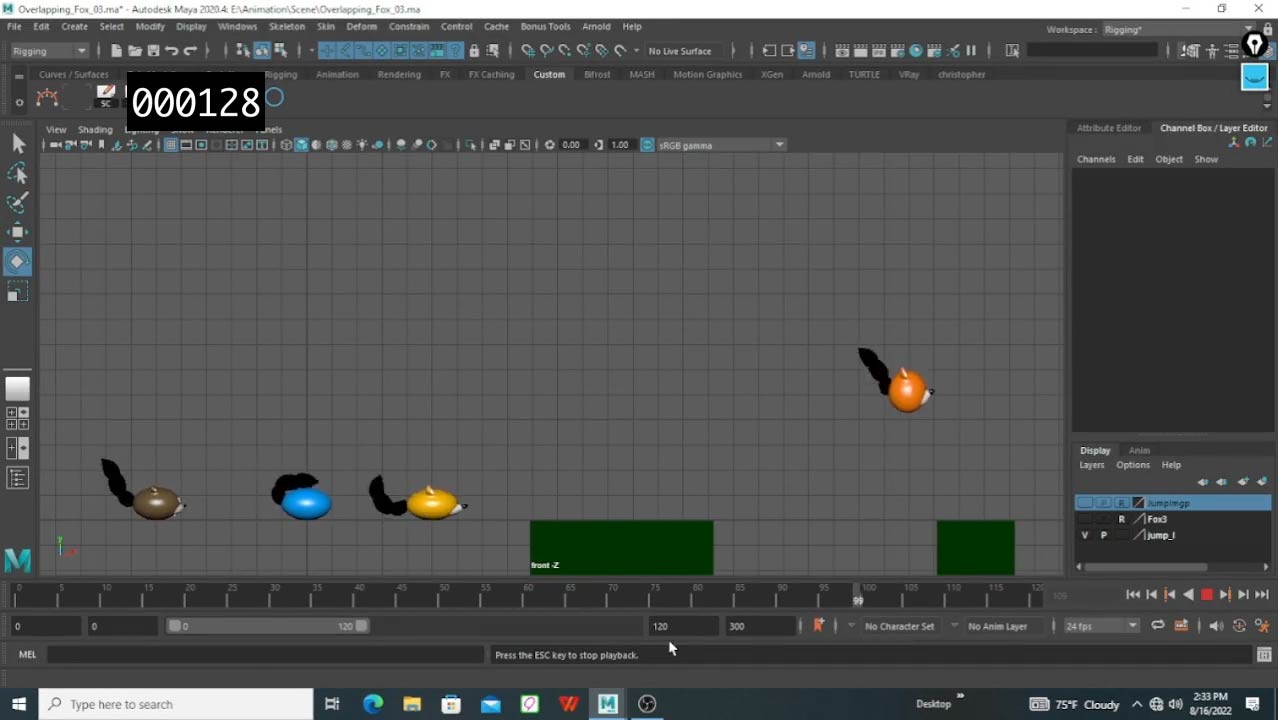 Overlapping_Fox_03.ma* - Autodesk Maya 2020.4: E:\Animation\Scene\Overlapping_Fox_03.ma
File Edit Create Select Modify Display Windows Skeleton Skin Deform Constrain Control Cache Bonus Tools Arnold Help
Workspace: Rigging*
Rigging
No Live Surface
Curves / Surfaces Rigging Animation Rendering FX FX Caching Custom Bifrost MASH Motion Graphics XGen Arnold TURTLE VRay christopher
000128
SC
View Shading Lighting Show Renderer Panels
Attribute Editor Channel Box / Layer Editor
0.00 1.00 sRGB gamma
Channels Edit Object Show
Display Anim
Layers Options Help
R Jumpimgp
R Fox3
V P jump_l
y
front -Z
0 5 10 15 20 25 30 35 40 45 50 55 60 65 70 75 80 85 90 95 100 105 110 115 120
99
109
0 0 0 120 120 300 No Character Set No Anim Layer 24 fps
MEL Press the ESC key to stop playback.
Type here to search
Desktop » 75°F Cloudy 2:33 PM
8/16/2022